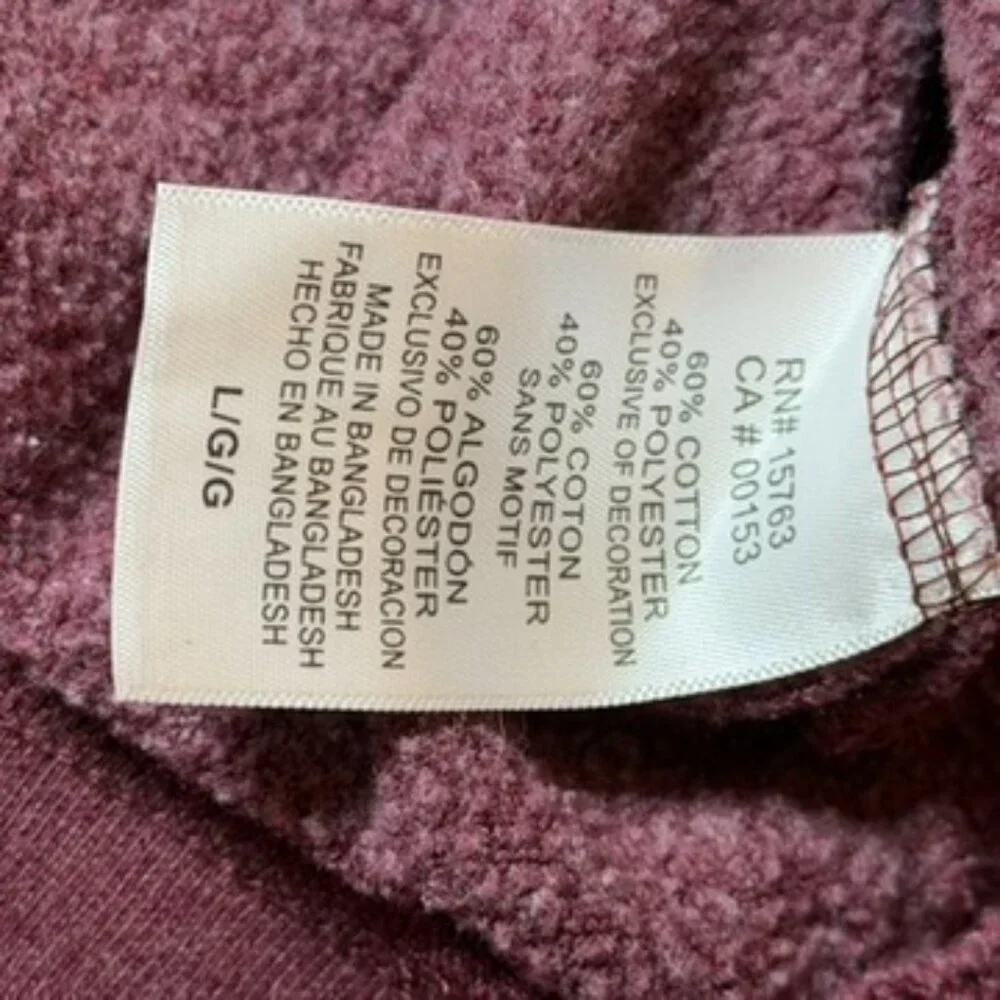 RN# 15763
CA # 00153
60% COTTON
40% POLYESTER
EXCLUSIVE OF DECORATION
60% COTON
40% POLYESTER
SANS MOTIF
60% ALGODÓN
40% POLIÉSTER
EXCLUSIVO DE DECORACION
MADE IN BANGLADESH
FABRIQUE AU BANGLADESH
HECHO EN BANGLADESH
L/G/G